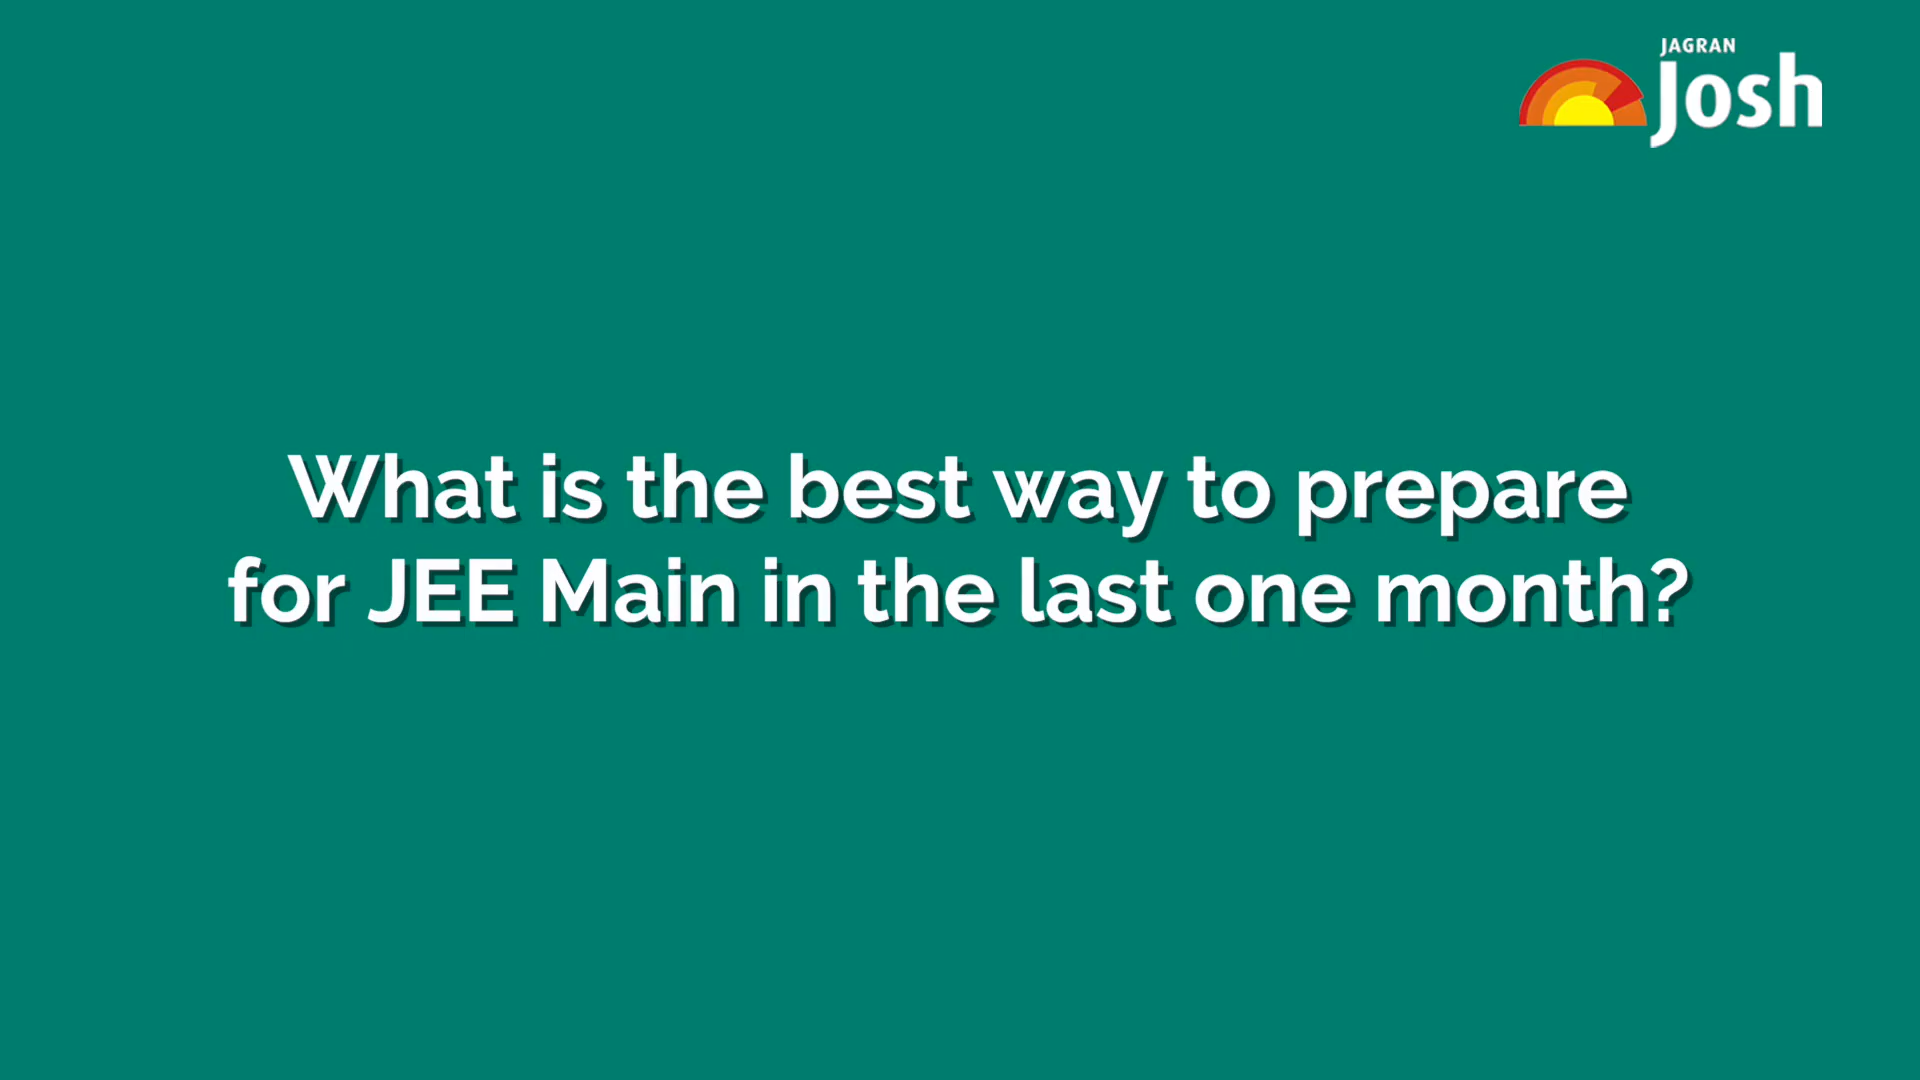 JAGRAN
Josh
What is the best way to prepare
for JEE Main in the last one month?